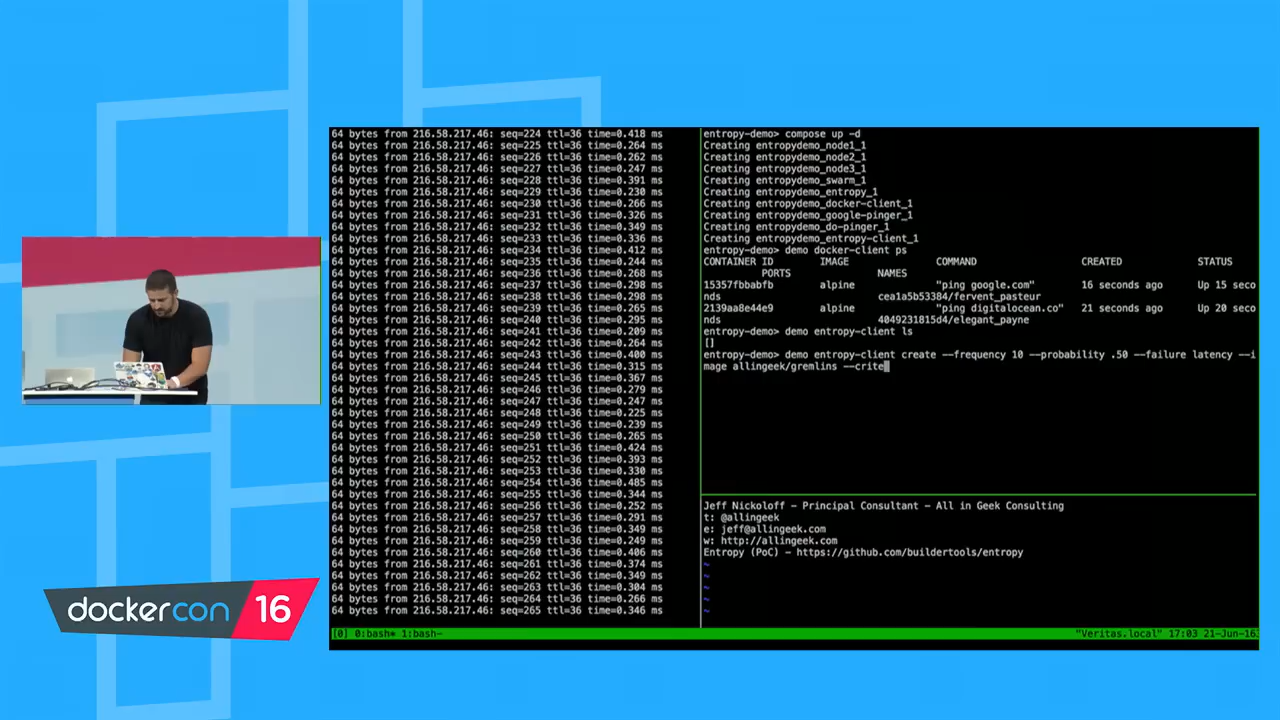 64 bytes from 216.58.217.46: seq=224 ttl=36 time=0.418 ms
64 bytes from 216.58.217.46: seq=225 ttl=36 time=0.264 ms
64 bytes from 216.58.217.46: seq=226 ttl=36 time=0.262 ms
64 bytes from 216.58.217.46: seq=227 ttl=36 time=0.247 ms
64 bytes from 216.58.217.46: seq=228 ttl=36 time=0.391 ms
64 bytes from 216.58.217.46: seq=229 ttl=36 time=0.230 ms
64 bytes from 216.58.217.46: seq=230 ttl=36 time=0.266 ms
64 bytes from 216.58.217.46: seq=231 ttl=36 time=0.326 ms
64 bytes from 216.58.217.46: seq=232 ttl=36 time=0.349 ms
64 bytes from 216.58.217.46: seq=233 ttl=36 time=0.336 ms
64 bytes from 216.58.217.46: seq=234 ttl=36 time=0.412 ms
64 bytes from 216.58.217.46: seq=235 ttl=36 time=0.244 ms
64 bytes from 216.58.217.46: seq=236 ttl=36 time=0.268 ms
64 bytes from 216.58.217.46: seq=237 ttl=36 time=0.298 ms
64 bytes from 216.58.217.46: seq=238 ttl=36 time=0.298 ms
64 bytes from 216.58.217.46: seq=239 ttl=36 time=0.265 ms
64 bytes from 216.58.217.46: seq=240 ttl=36 time=0.295 ms
64 bytes from 216.58.217.46: seq=241 ttl=36 time=0.209 ms
64 bytes from 216.58.217.46: seq=242 ttl=36 time=0.264 ms
64 bytes from 216.58.217.46: seq=243 ttl=36 time=0.400 ms
64 bytes from 216.58.217.46: seq=244 ttl=36 time=0.315 ms
64 bytes from 216.58.217.46: seq=245 ttl=36 time=0.367 ms
64 bytes from 216.58.217.46: seq=246 ttl=36 time=0.279 ms
64 bytes from 216.58.217.46: seq=247 ttl=36 time=0.247 ms
64 bytes from 216.58.217.46: seq=248 ttl=36 time=0.225 ms
64 bytes from 216.58.217.46: seq=249 ttl=36 time=0.239 ms
64 bytes from 216.58.217.46: seq=250 ttl=36 time=0.265 ms
64 bytes from 216.58.217.46: seq=251 ttl=36 time=0.424 ms
64 bytes from 216.58.217.46: seq=252 ttl=36 time=0.393 ms
64 bytes from 216.58.217.46: seq=253 ttl=36 time=0.330 ms
64 bytes from 216.58.217.46: seq=254 ttl=36 time=0.485 ms
64 bytes from 216.58.217.46: seq=255 ttl=36 time=0.344 ms
64 bytes from 216.58.217.46: seq=256 ttl=36 time=0.252 ms
64 bytes from 216.58.217.46: seq=257 ttl=36 time=0.291 ms
64 bytes from 216.58.217.46: seq=258 ttl=36 time=0.349 ms
64 bytes from 216.58.217.46: seq=259 ttl=36 time=0.249 ms
64 bytes from 216.58.217.46: seq=260 ttl=36 time=0.406 ms
64 bytes from 216.58.217.46: seq=261 ttl=36 time=0.374 ms
64 bytes from 216.58.217.46: seq=262 ttl=36 time=0.349 ms
64 bytes from 216.58.217.46: seq=263 ttl=36 time=0.304 ms
64 bytes from 216.58.217.46: seq=264 ttl=36 time=0.266 ms
64 bytes from 216.58.217.46: seq=265 ttl=36 time=0.346 ms
entropy-demo> compose up -d
Creating entropydemo_node1_1
Creating entropydemo_node2_1
Creating entropydemo_node3_1
Creating entropydemo_swarm_1
Creating entropydemo_entropy_1
Creating entropydemo_docker-client_1
Creating entropydemo_google-pinger_1
Creating entropydemo_do-pinger_1
Creating entropydemo_entropy-client_1
entropy-demo> demo docker-client ps
CONTAINER ID IMAGE COMMAND CREATED STATUS
PORTS NAMES
15357fbbabfb alpine "ping google.com" 16 seconds ago Up 15 seco
nds cea1a5b53384/fervent_pasteur
2139aa8e44e9 alpine "ping digitalocean.co" 21 seconds ago Up 20 seco
nds 4049231815d4/elegant_payne
entropy-demo> demo entropy-client ls
[]
entropy-demo> demo entropy-client create --frequency 10 --probability .50 --failure latency --i
mage allingeek/gremlins --crite
Jeff Nickoloff - Principal Consultant - All in Geek Consulting
t: @allingeek
e: jeff@allingeek.com
w: http://allingeek.com
Entropy (PoC) - https://github.com/buildertools/entropy
~
~
~
~
~
[0] 0:bash* 1:bash- "Veritas.local" 17:03 21-Jun-16
dockercon 16